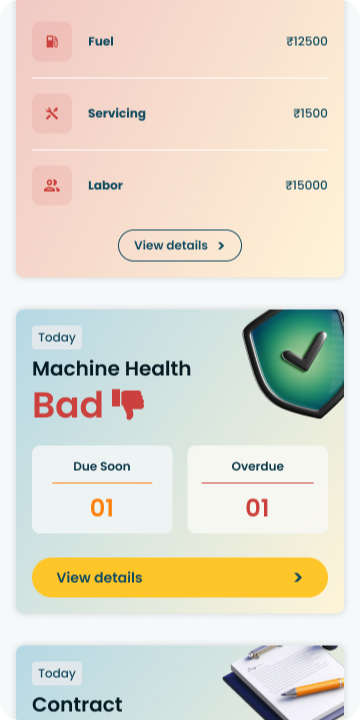 Fuel ₹12500
Servicing ₹1500
Labor ₹15000
View details
Today
Machine Health
Bad
Due Soon Overdue
01 01
View details
Today
Contract